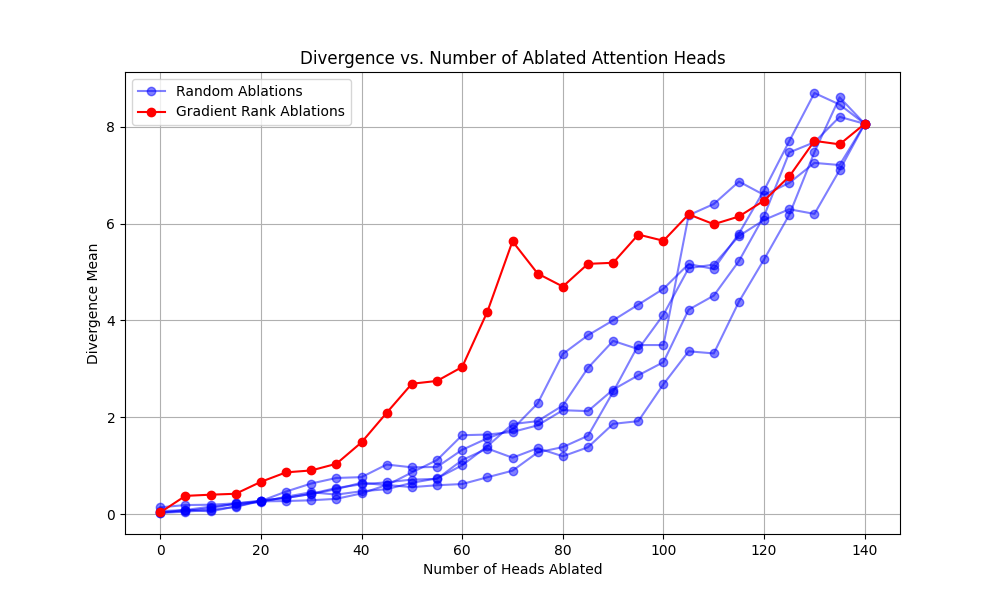 Divergence vs. Number of Ablated Attention Heads
Random Ablations
Gradient Rank Ablations
Divergence Mean
8
6
4
2
0
0 20 40 60 80 100 120 140
Number of Heads Ablated